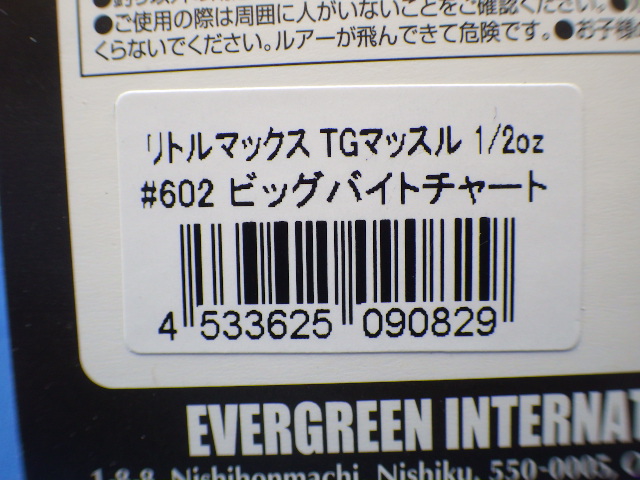 ●ご使用の際は周囲に人がいないことをご確認ください。
くらないでください。ルアーが飛んできて危険です。●お子様
リトルマックス TGマッスル 1/2oz
#602 ビッグバイトチャート
4 533625 090829
EVERGREEN INTERNAT
1-8-8, Nishihonmachi, Nishiku, 550-0005, O